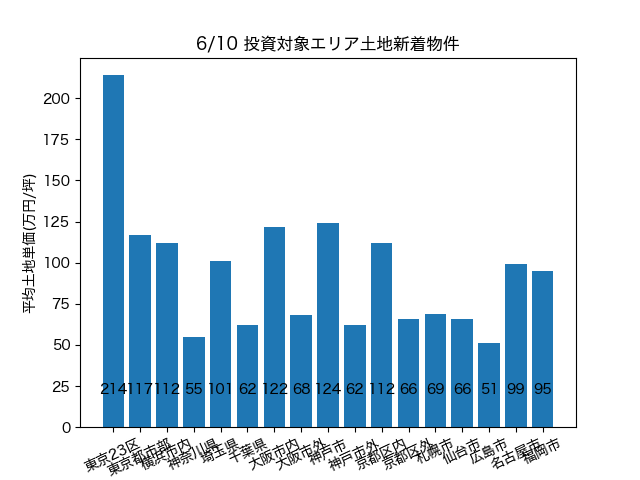 6/10 投資対象エリア土地新着物件
平均土地単価(万円/坪)
200
175
150
125
100
75
50
25
0
214 117 112 55 101 62 122 68 124 62 112 66 69 66 51 99 95
東京23区 東京都市部 横浜市内 神奈川県 埼玉県 千葉県 大阪市内 大阪市外 神戸市 神戸市外 京都区内 京都区外 札幌市 仙台市 広島市 名古屋市 福岡市